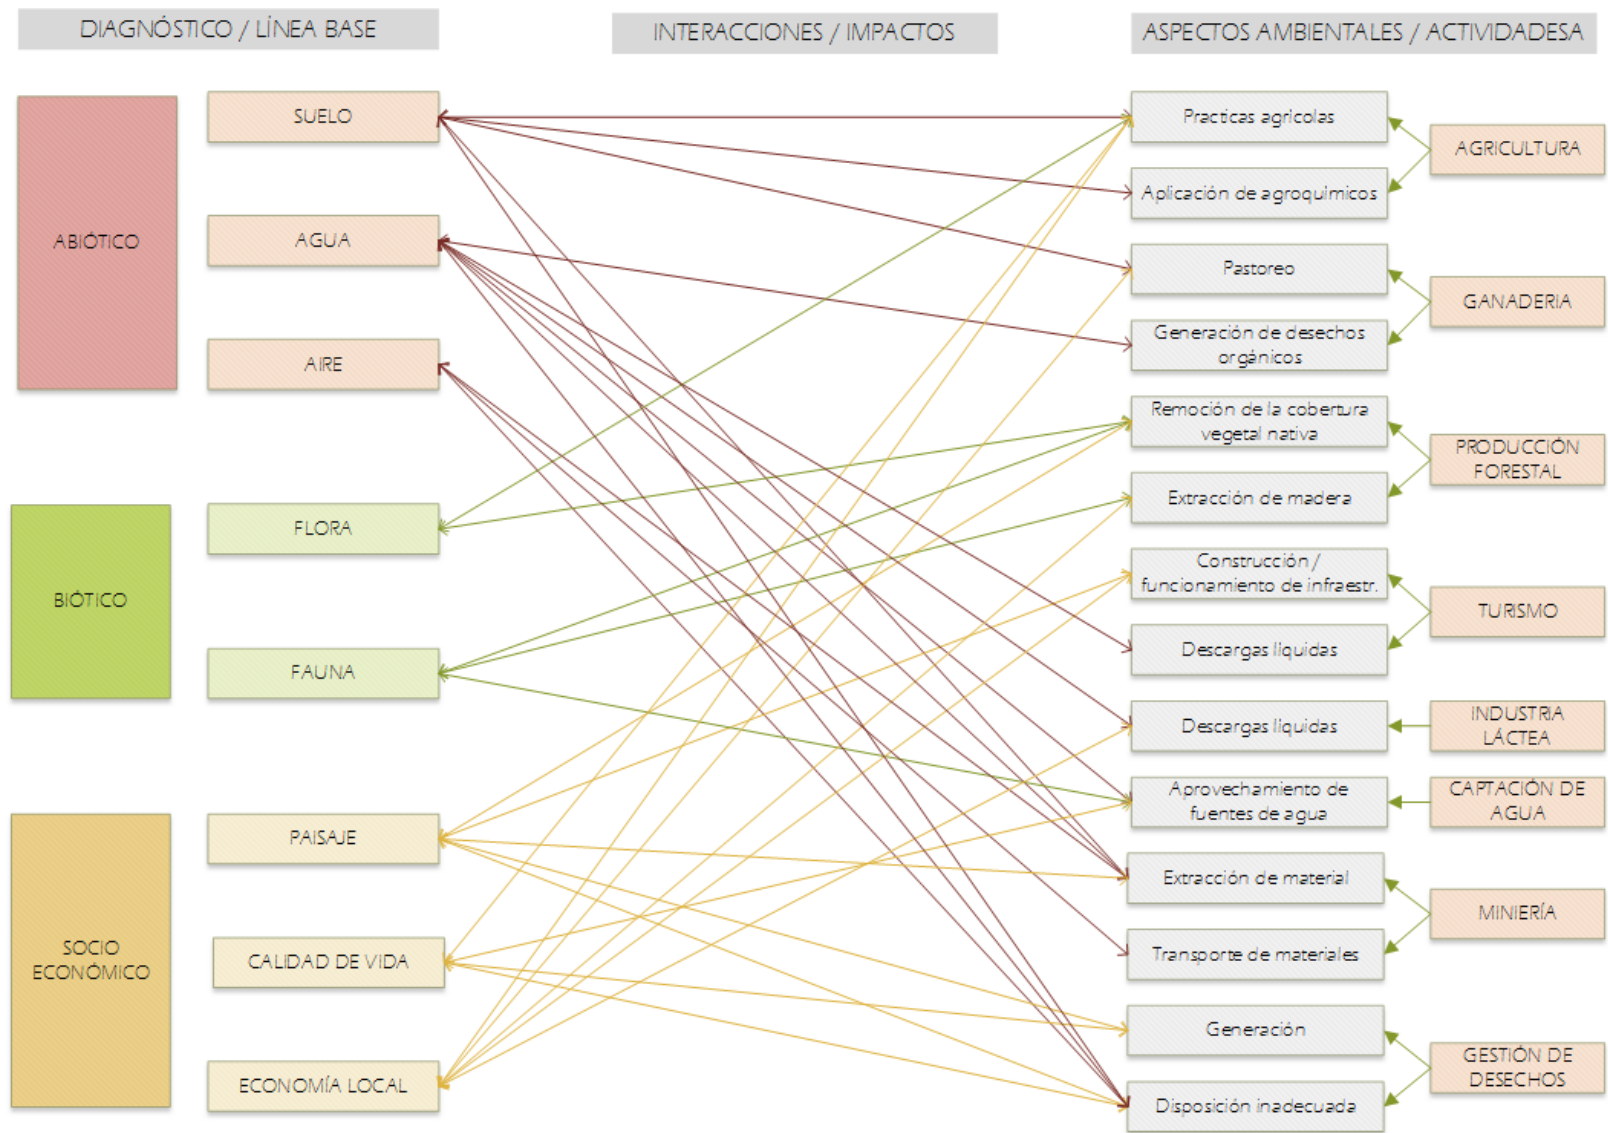 DIAGNÓSTICO / LÍNEA BASE
INTERACCIONES / IMPACTOS
ASPECTOS AMBIENTALES / ACTIVIDADESA
ABIÓTICO
SUELO
AGUA
AIRE
BIÓTICO
FLORA
FAUNA
SOCIO
ECONÓMICO
PAISAJE
CALIDAD DE VIDA
ECONOMÍA LOCAL
Practicas agricolas
Aplicación de agroquimicos
AGRICULTURA
Pastoreo
Generación de desechos
orgánicos
GANADERIA
Remoción de la cobertura
vegetal nativa
Extracción de madera
PRODUCCIÓN
FORESTAL
Construcción /
funcionamiento de infraestr.
Descargas líquidas
TURISMO
Descargas líquidas
INDUSTRIA
LÁCTEA
Aprovechamiento de
fuentes de agua
CAPTACIÓN DE
AGUA
Extracción de material
Transporte de materiales
MINIERÍA
Generación
Disposición inadecuada
GESTIÓN DE
DESECHOS